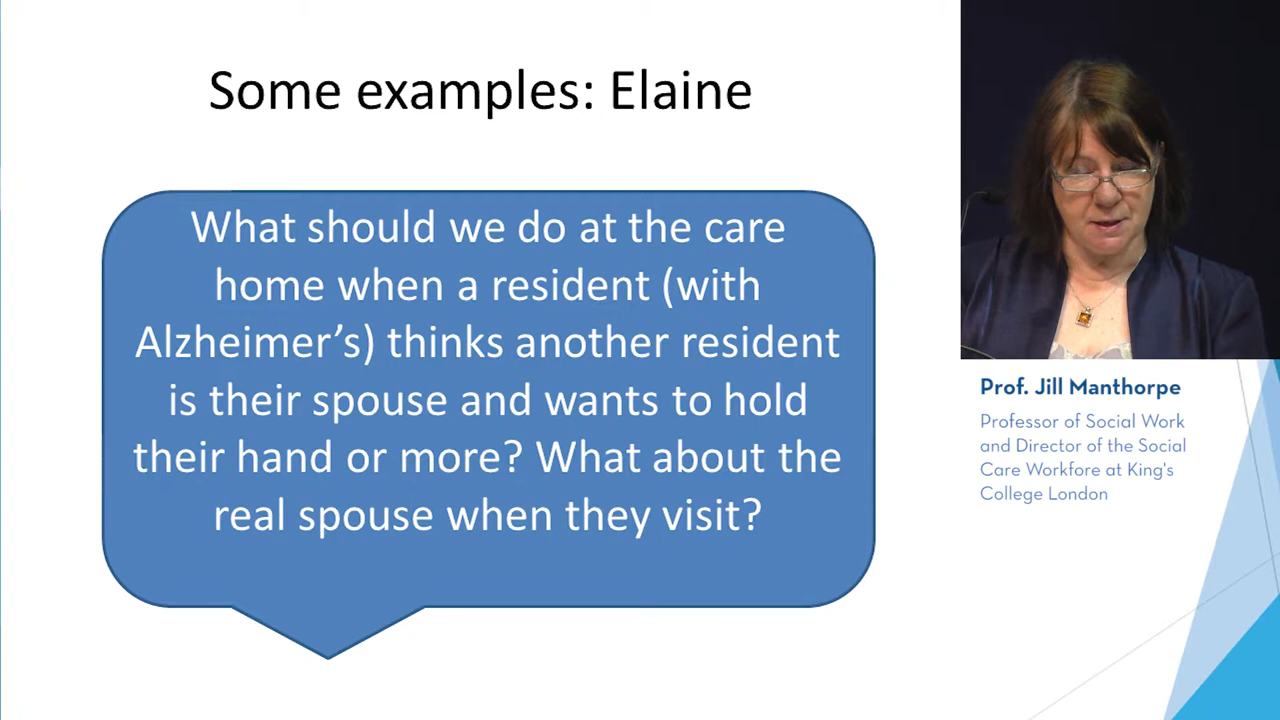 Some examples: Elaine
What should we do at the care
home when a resident (with
Alzheimer’s) thinks another resident
is their spouse and wants to hold
their hand or more? What about the
real spouse when they visit?
Prof. Jill Manthorpe
Professor of Social Work
and Director of the Social
Care Workfore at King's
College London